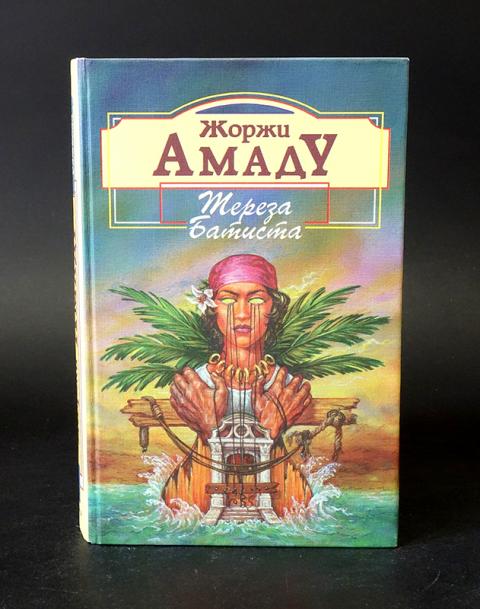 Жоржи
Амаду
Тереза
Батиста